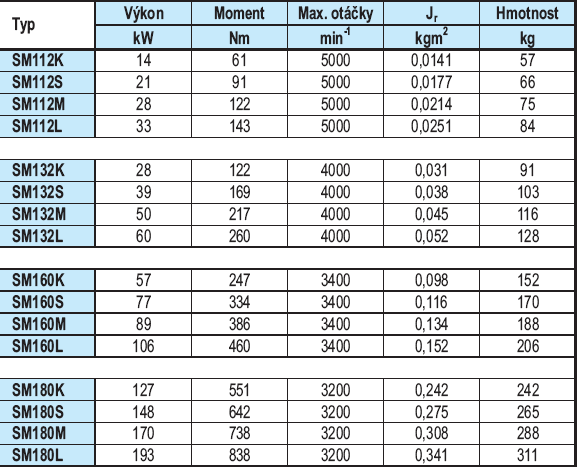 Typ Výkon Moment Max. otáčky Jr Hmotnost
kW Nm min-1 kgm2 kg
SM112K 14 61 5000 0,0141 57
SM112S 21 91 5000 0,0177 66
SM112M 28 122 5000 0,0214 75
SM112L 33 143 5000 0,0251 84
SM132K 28 122 4000 0,031 91
SM132S 39 169 4000 0,038 103
SM132M 50 217 4000 0,045 116
SM132L 60 260 4000 0,052 128
SM160K 57 247 3400 0,098 152
SM160S 77 334 3400 0,116 170
SM160M 89 386 3400 0,134 188
SM160L 106 460 3400 0,152 206
SM180K 127 551 3200 0,242 242
SM180S 148 642 3200 0,275 265
SM180M 170 738 3200 0,308 288
SM180L 193 838 3200 0,341 311